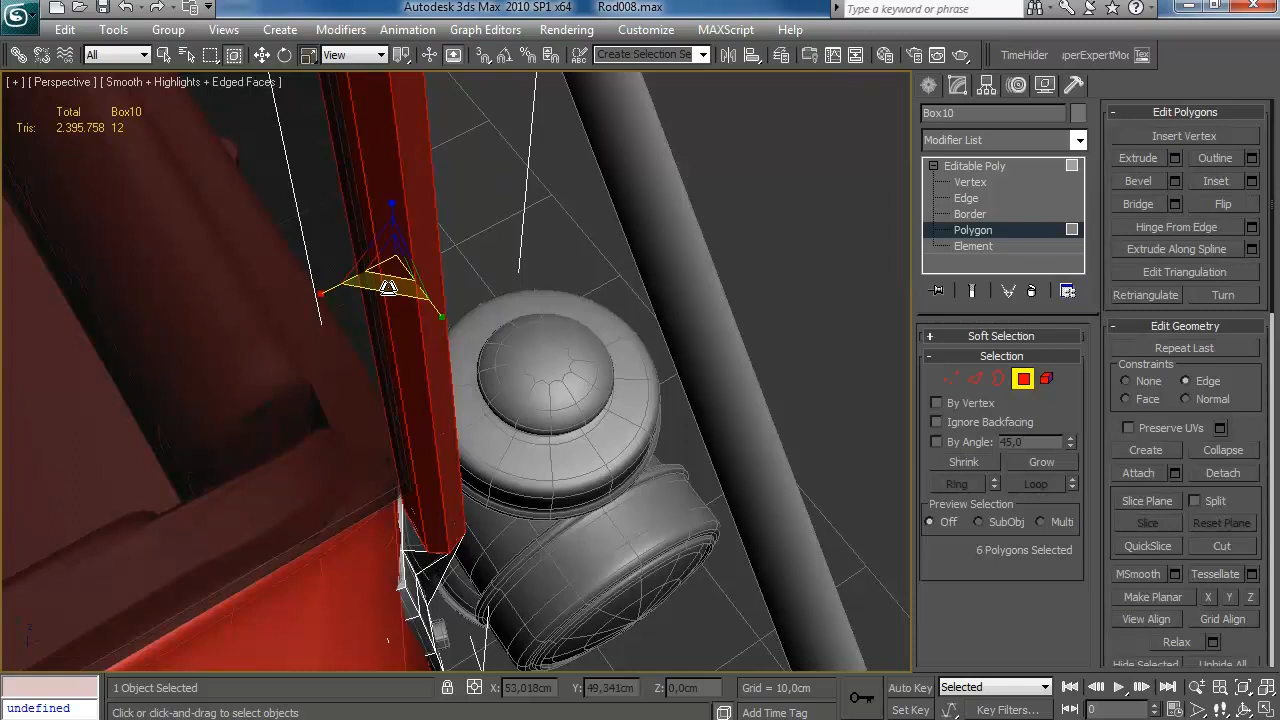 Autodesk 3ds Max 2010 SP1 x64 Rod008.max
Type a keyword or phrase
Edit Tools Group Views Create Modifiers Animation Graph Editors Rendering Customize MAXScript Help
All View Create Selection Se TimeHider perExpertMod Tex
[ + ] [ Perspective ] [ Smooth + Highlights + Edged Faces ]
Total Box10
Tris: 2.395.758 12
Box10
Modifier List
Editable Poly
Vertex
Edge
Border
Polygon
Element
Soft Selection
Selection
By Vertex
Ignore Backfacing
By Angle: 45,0
Shrink Grow
Ring Loop
Preview Selection
Off SubObj Multi
6 Polygons Selected
Edit Polygons
Insert Vertex
Extrude Outline
Bevel Inset
Bridge Flip
Hinge From Edge
Extrude Along Spline
Edit Triangulation
Retriangulate Turn
Edit Geometry
Repeat Last
Constraints
None Edge
Face Normal
Preserve UVs
Create Collapse
Attach Detach
Slice Plane Split
Slice Reset Plane
QuickSlice Cut
MSmooth Tessellate
Make Planar X Y Z
View Align Grid Align
Relax
Hide Selected Unhide All
undefined
1 Object Selected X: 53,018cm Y: 49,341cm Z: 0,0cm Grid = 10,0cm
Click or click-and-drag to select objects Add Time Tag
Auto Key Selected
Set Key Key Filters... 0